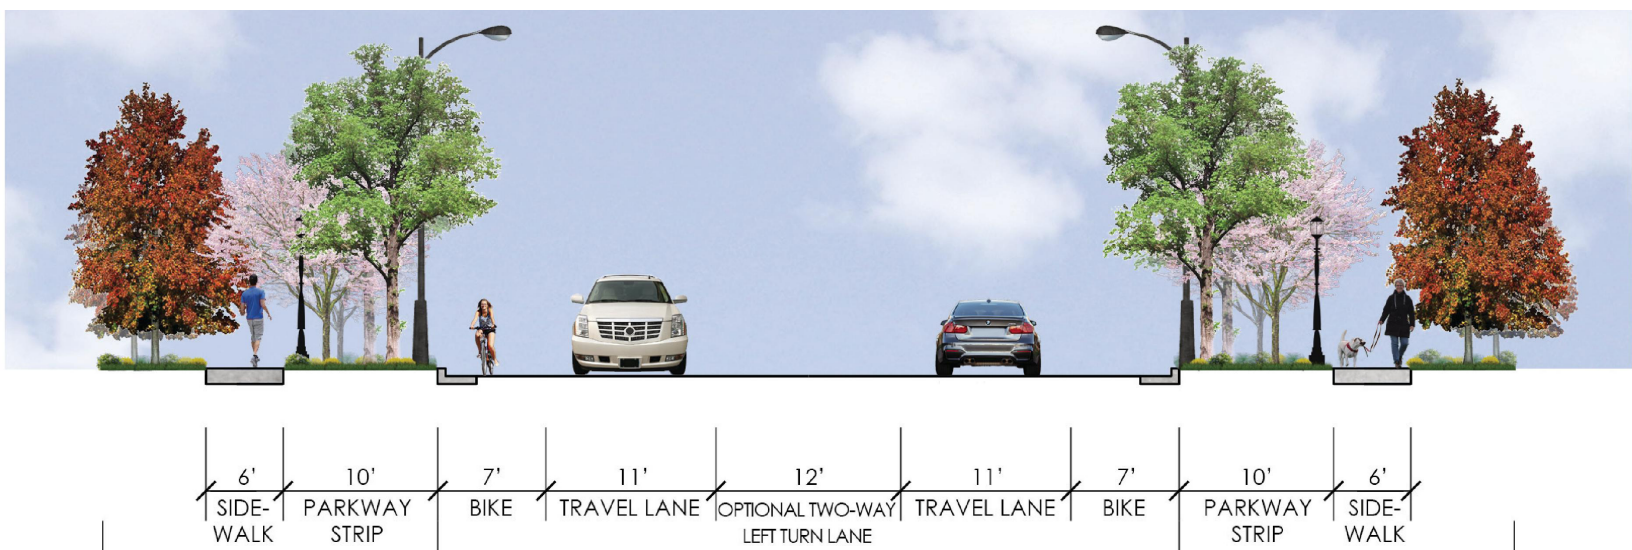 6' 10' 7' 11' 12' 11' 7' 10' 6'
SIDE- PARKWAY BIKE TRAVEL LANE OPTIONAL TWO-WAY TRAVEL LANE BIKE PARKWAY SIDE-
WALK STRIP LEFT TURN LANE STRIP WALK